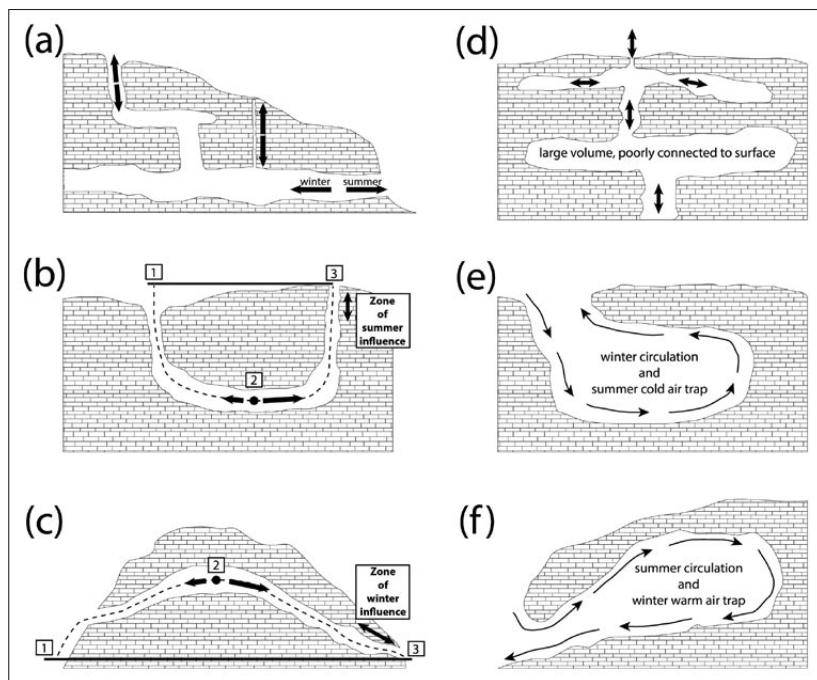 (a)
winter summer
(b)
1
3
Zone
of
summer
influence
2
(c)
2
Zone
of
winter
influence
1
3
(d)
large volume, poorly connected to surface
(e)
winter circulation
and
summer cold air trap
(f)
summer circulation
and
winter warm air trap